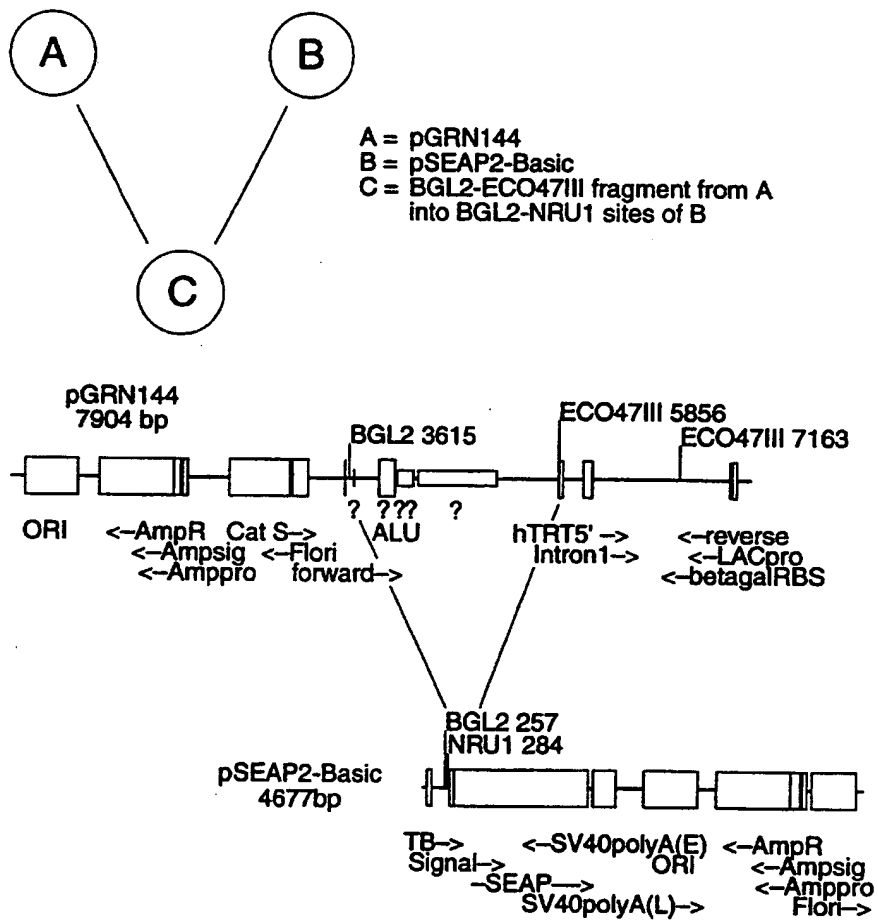 A
B
A = pGRN144
B = pSEAP2-Basic
C = BGL2-ECO47III fragment from A
into BGL2-NRU1 sites of B
C
pGRN144
7904 bp
BGL2 3615
ECO47III 5856
ECO47III 7163
? ? ?? ?
ORI <-AmpR Cat S-> ALU hTRT5' -> <-reverse
<-Ampsig <-Flori Intron1-> <-LACpro
<-Amppro forward-> <-betagalRBS
BGL2 257
NRU1 284
pSEAP2-Basic
4677bp
TB-> <-SV40polyA(E) <-AmpR
Signal-> ORI <-Ampsig
-SEAP-> <-Amppro
SV40polyA(L)-> Flori->